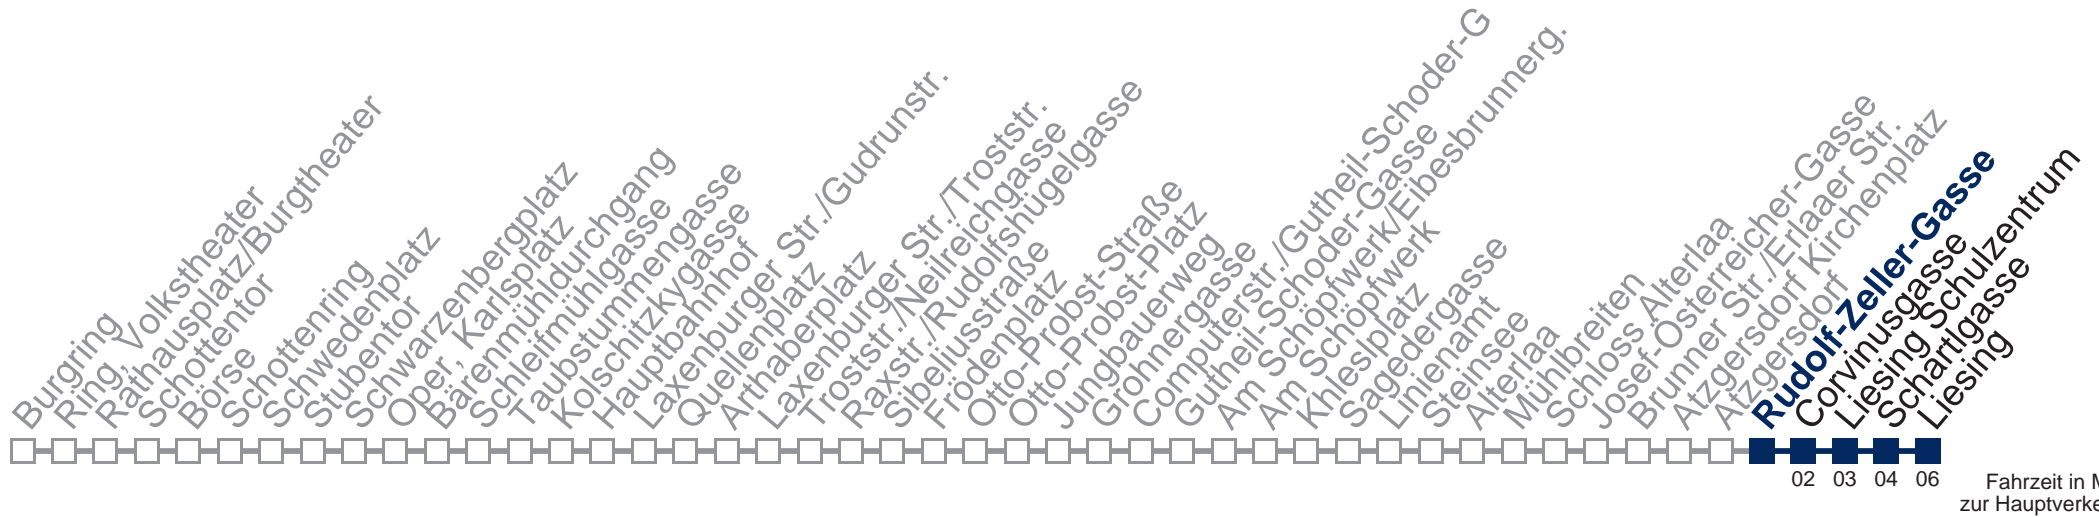 Burgring
Ring, Volkstheater
Rathausplatz/Burgtheater
Schottentor
Börse
Schottenring
Schwedenplatz
Stubentor
Schwarzenbergplatz
Oper, Karlsplatz
Bärenmühldurchgang
Schleifmühlgasse
Taubstummengasse
Kolschitzkygasse
Hauptbahnhof
Laxenburger Str./Gudrunstr.
Quellenplatz
Arthaberplatz
Laxenburger Str./Troststr.
Troststr./Neilreichgasse
Raxstr./Rudolfshügelgasse
Sibeliusstraße
Frödenplatz
Otto-Probst-Straße
Otto-Probst-Platz
Jungbauerweg
Grohnergasse
Computerstr./Gutheil-Schoder-G
Gutheil-Schoder-Gasse
Am Schöpfwerk/Eibesbrunnerg.
Am Schöpfwerk
Khleslplatz
Sagedergasse
Linienamt
Steinsee
Alterlaa
Mühlbreiten
Schloss Alterlaa
Josef-Österreicher-Gasse
Brunner Str./Erlaaer Str.
Atzgersdorf Kirchenplatz
Atzgersdorf
Rudolf-Zeller-Gasse
Corvinusgasse
Liesing Schulzentrum
Schartlgasse
Liesing
02 03 04 06
Fahrzeit in M
zur Hauptverke